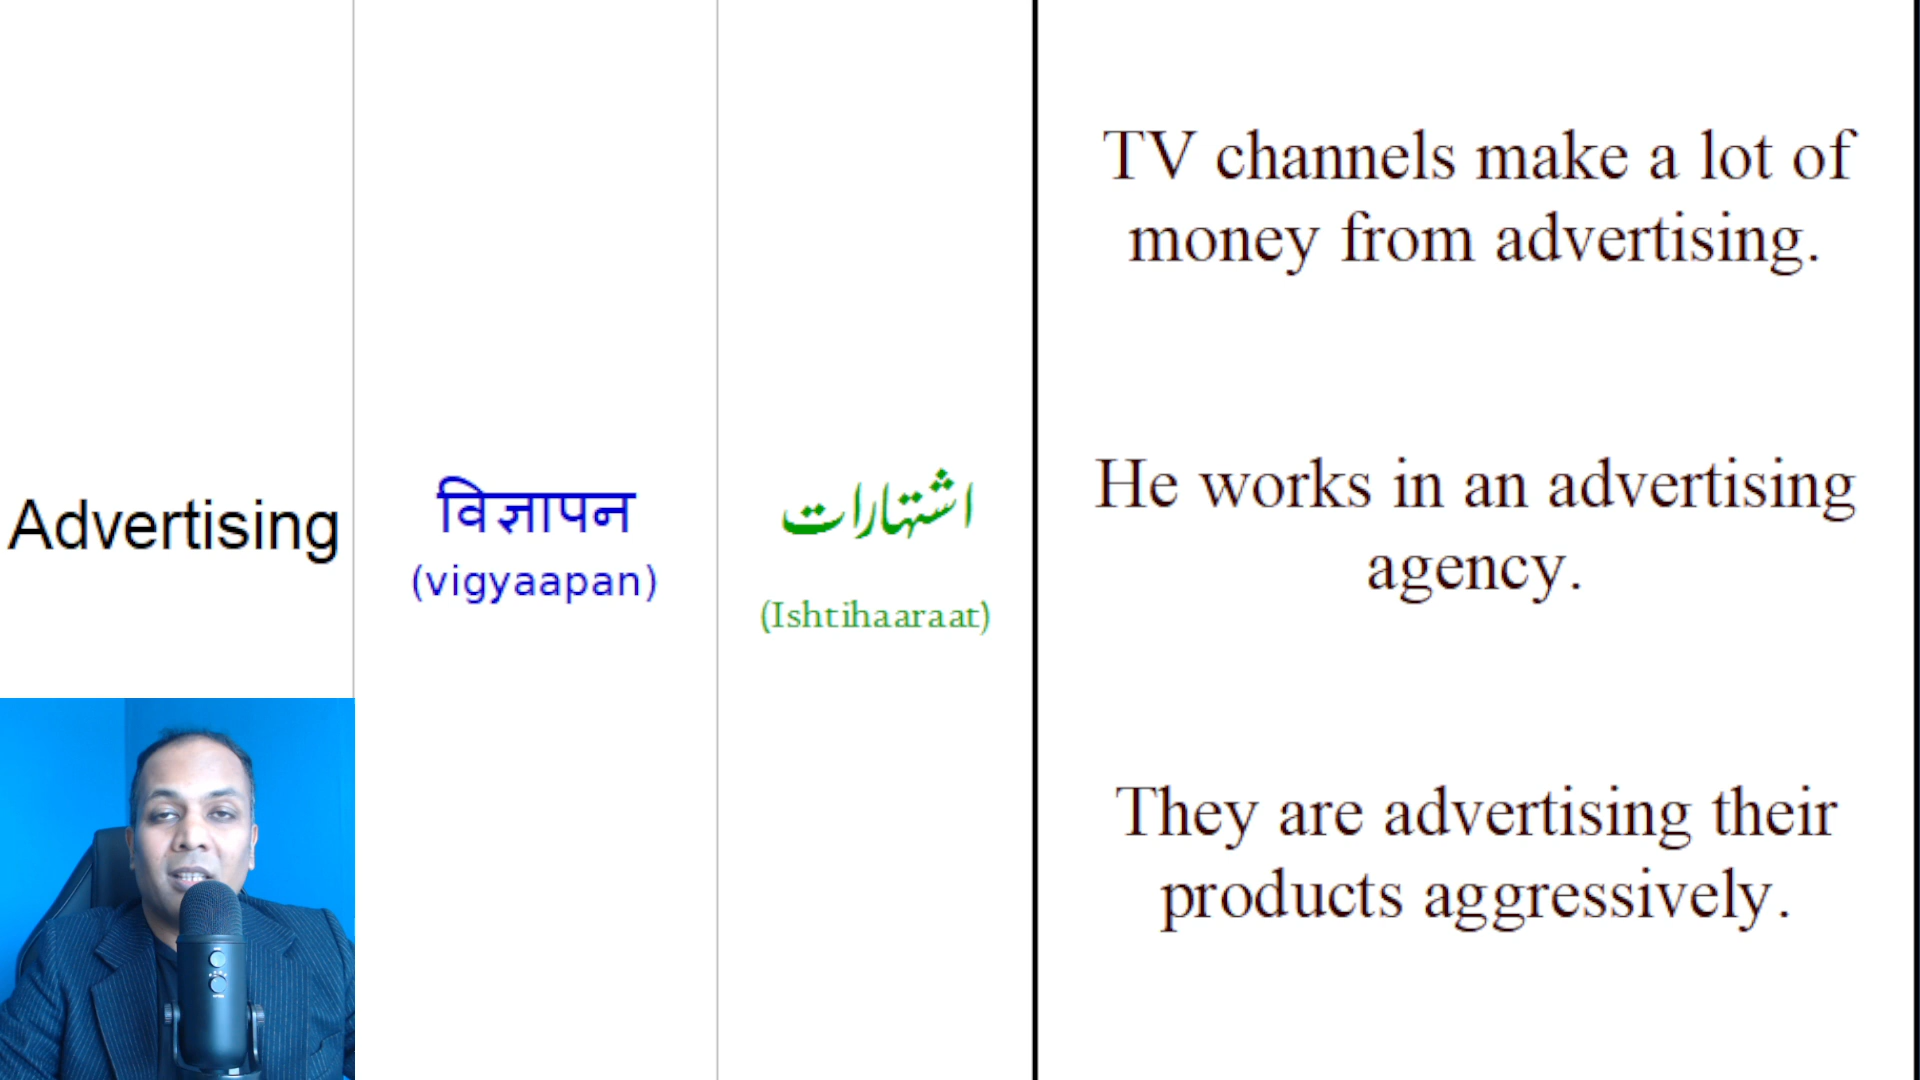 Advertising
विज्ञापन
(vigyaapan)
اشتہارات
(Ishtihaaraat)
TV channels make a lot of
money from advertising.
He works in an advertising
agency.
They are advertising their
products aggressively.